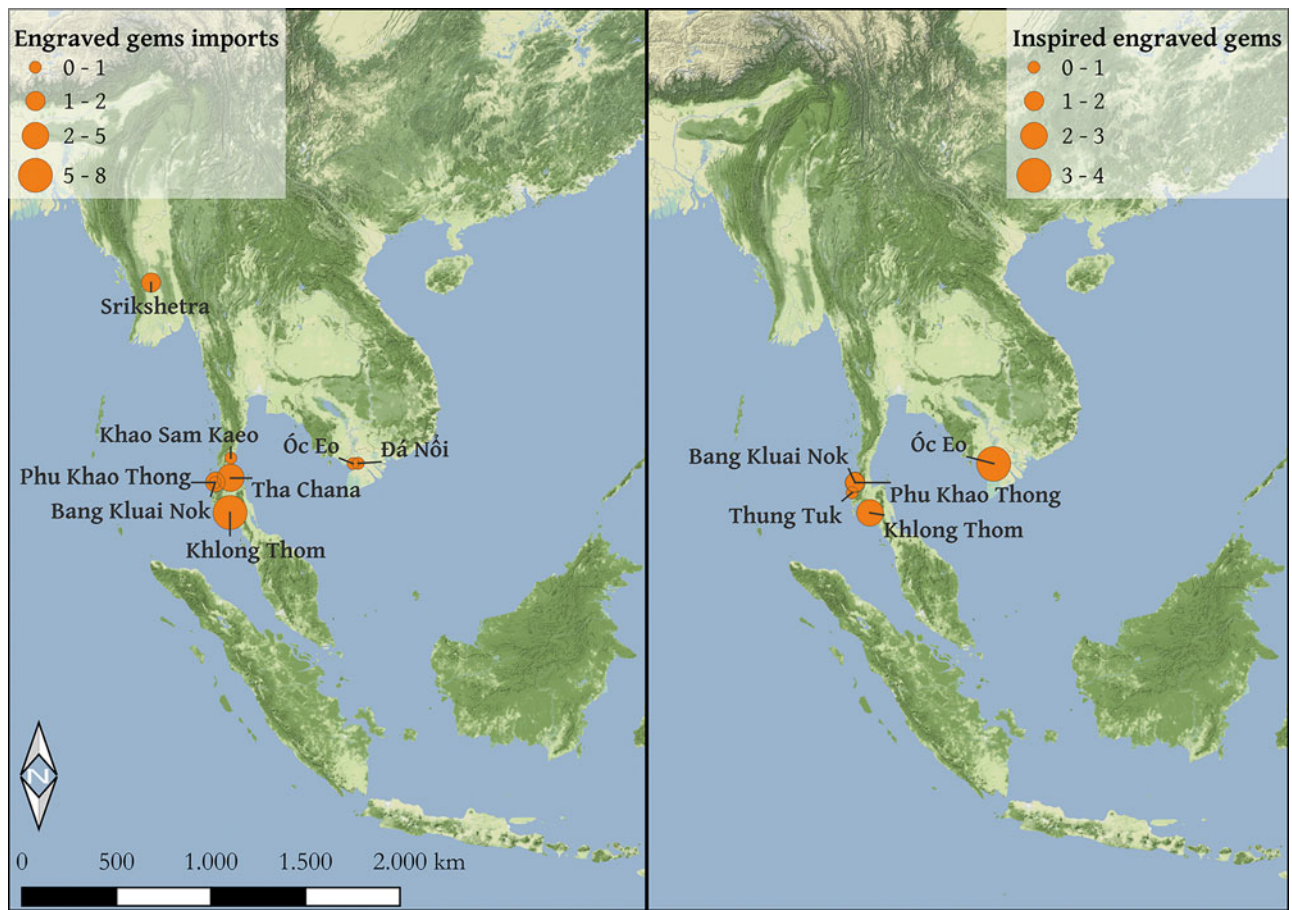 Engraved gems imports
0 - 1
1 - 2
2 - 5
5 - 8
Srikshetra
Khao Sam Kaeo
Óc Eo
Đá Nổi
Phu Khao Thong
Tha Chana
Bang Kluai Nok
Khlong Thom
N
0 500 1.000 1.500 2.000 km
Inspired engraved gems
0 - 1
1 - 2
2 - 3
3 - 4
Óc Eo
Bang Kluai Nok
Phu Khao Thong
Thung Tuk
Khlong Thom